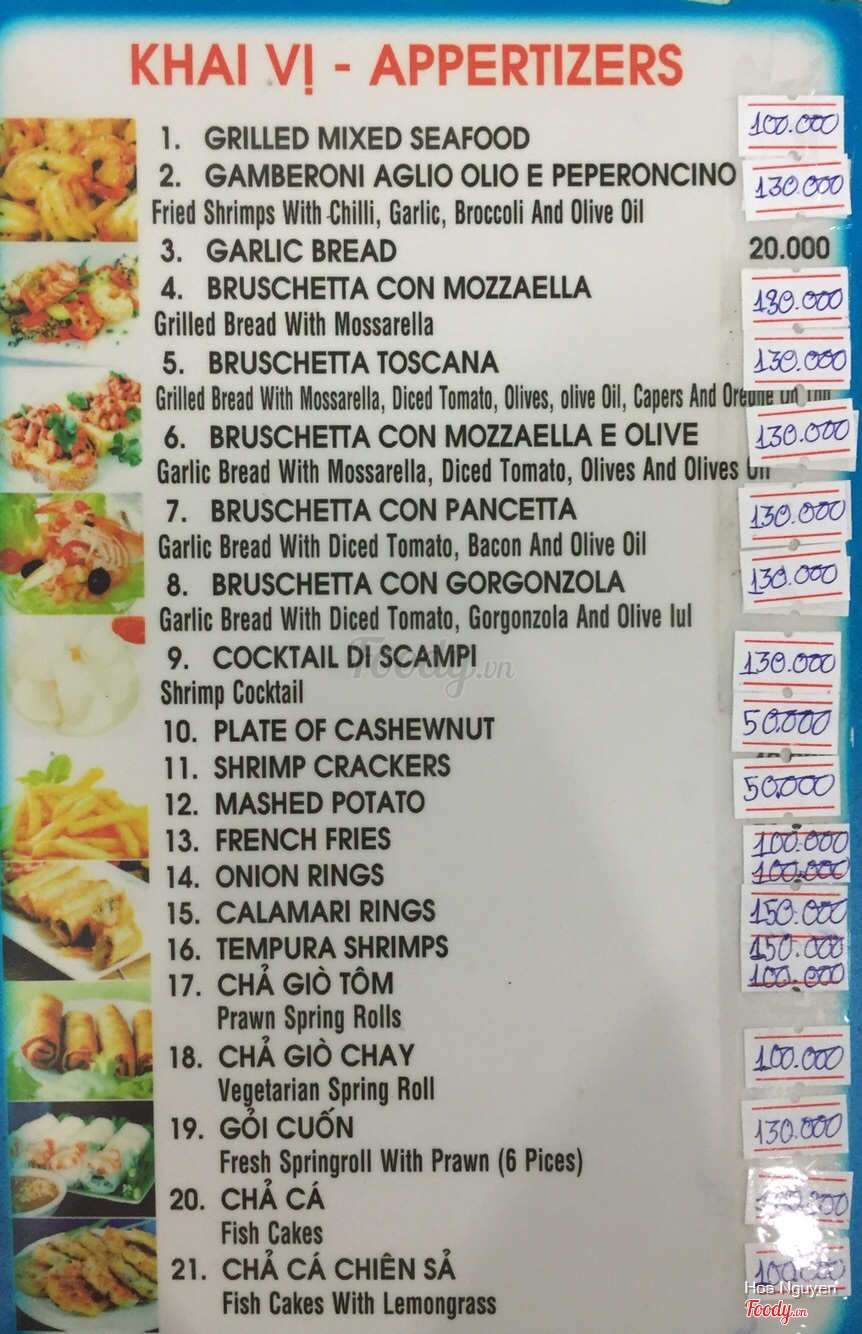 KHAI VỊ - APPERTIZERS
1. GRILLED MIXED SEAFOOD 100.000
2. GAMBERONI AGLIO OLIO E PEPERONCINO 130.000
Fried Shrimps With Chilli, Garlic, Broccoli And Olive Oil
3. GARLIC BREAD 20.000
4. BRUSCHETTA CON MOZZAELLA 130.000
Grilled Bread With Mossarella
5. BRUSCHETTA TOSCANA 130.000
Grilled Bread With Mossarella, Diced Tomato, Olives, olive Oil, Capers And
6. BRUSCHETTA CON MOZZAELLA E OLIVE 130.000
Garlic Bread With Mossarella, Diced Tomato, Olives And Olives Oil
7. BRUSCHETTA CON PANCETTA 130.000
Garlic Bread With Diced Tomato, Bacon And Olive Oil
8. BRUSCHETTA CON GORGONZOLA 130.000
Garlic Bread With Diced Tomato, Gorgonzola And Olive Iul
9. COCKTAIL DI SCAMPI 130.000
Foody.vn
Shrimp Cocktail
10. PLATE OF CASHEWNUT 50.000
11. SHRIMP CRACKERS
12. MASHED POTATO 50.000
13. FRENCH FRIES 100.000
14. ONION RINGS 100.000
15. CALAMARI RINGS 150.000
16. TEMPURA SHRIMPS 150.000
17. CHẢ GIÒ TÔM 100.000
Prawn Spring Rolls
18. CHẢ GIÒ CHAY 100.000
Vegetarian Spring Roll
19. GỎI CUỐN 130.000
Fresh Springroll With Prawn (6 Pices)
20. CHẢ CÁ
Fish Cakes
21. CHẢ CÁ CHIÊN SẢ 100.000
Fish Cakes With Lemongrass
Hoa Nguyen
Foody.vn